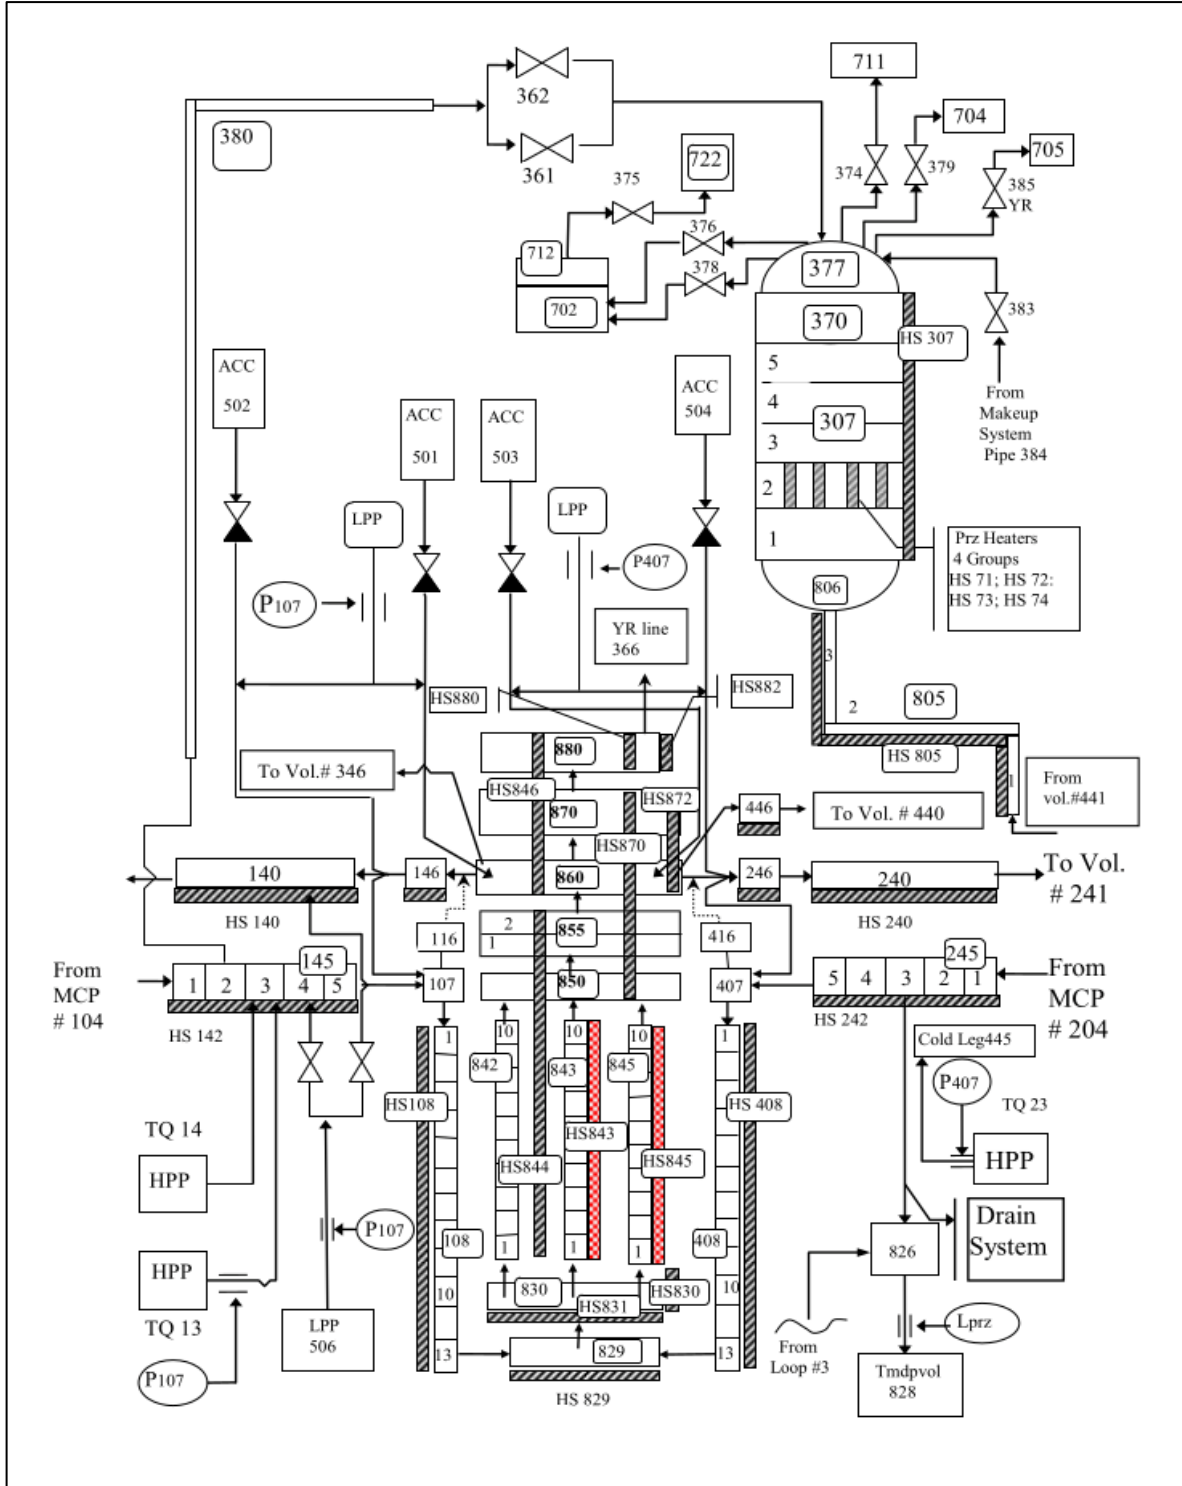 711
362
704
380
722
705
361
375
374
379
385
YR
376
712
377
378
702
370
383
HS 307
ACC
502
5
ACC
504
From
Makeup
System
Pipe 384
4
307
ACC
501
ACC
503
3
2
LPP
LPP
1
Prz Heaters
4 Groups
HS 71; HS 72:
HS 73; HS 74
P407
806
P107
YR line
366
3
HS880
HS882
805
2
880
HS 805
To Vol.# 346
HS846
HS872
1
From
vol.#441
446
To Vol. # 440
870
HS870
140
146
860
246
240
To Vol.
# 241
HS 140
HS 240
2
1
855
116
416
145
245
From
MCP
# 104
1
2
3
4
5
107
850
407
5
4
3
2
1
From
MCP
# 204
HS 142
HS 242
1
10
10
10
1
Cold Leg445
842
843
845
P407
HS108
HS 408
TQ 23
TQ 14
HS843
HPP
HPP
HS844
HS845
P107
108
408
Drain
System
1
1
1
826
HPP
830
HS830
10
10
HS831
TQ 13
LPP
506
Lprz
13
829
13
From
Loop #3
P107
Tmdpvol
828
HS 829